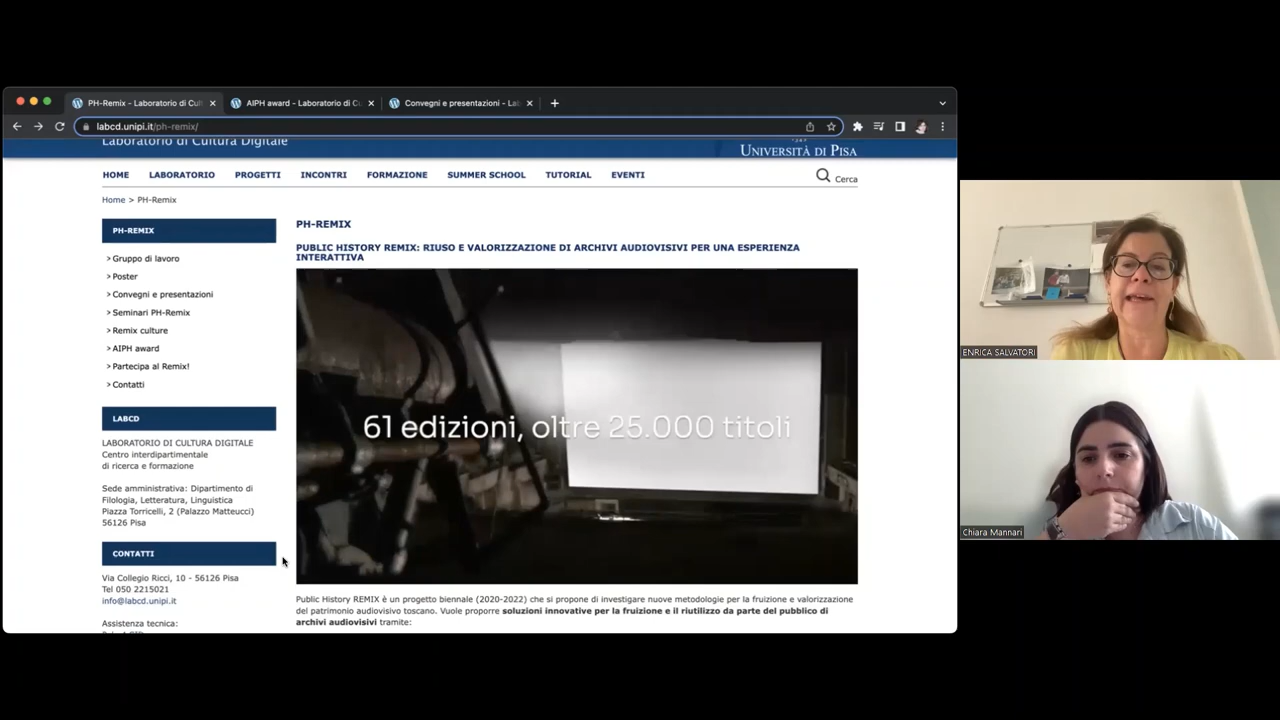 PH-Remix - Laboratorio di Cul
AIPH award - Laboratorio di Cu
Convegni e presentazioni - La
labcd.unipi.it/ph-remix/
Laboratorio di Cultura Digitale
UNIVERSITÀ DI PISA
HOME LABORATORIO PROGETTI INCONTRI FORMAZIONE SUMMER SCHOOL TUTORIAL EVENTI
Cerca
Home > PH-Remix
PH-REMIX
> Gruppo di lavoro
> Poster
> Convegni e presentazioni
> Seminari PH-Remix
> Remix culture
> AIPH award
> Partecipa al Remix!
> Contatti
LABCD
LABORATORIO DI CULTURA DIGITALE
Centro interdipartimentale
di ricerca e formazione
Sede amministrativa: Dipartimento di
Filologia, Letteratura, Linguistica
Piazza Torricelli, 2 (Palazzo Matteucci)
56126 Pisa
CONTATTI
Via Collegio Ricci, 10 - 56126 Pisa
Tel 050 2215021
info@labcd.unipi.it
Assistenza tecnica:
PH-REMIX
PUBLIC HISTORY REMIX: RIUSO E VALORIZZAZIONE DI ARCHIVI AUDIOVISIVI PER UNA ESPERIENZA
INTERATTIVA
61 edizioni, oltre 25.000 titoli
Public History REMIX è un progetto biennale (2020-2022) che si propone di investigare nuove metodologie per la fruizione e valorizzazione
del patrimonio audiovisivo toscano. Vuole proporre soluzioni innovative per la fruizione e il riutilizzo da parte del pubblico di
archivi audiovisivi tramite:
ENRICA SALVATORI
Chiara Mannari